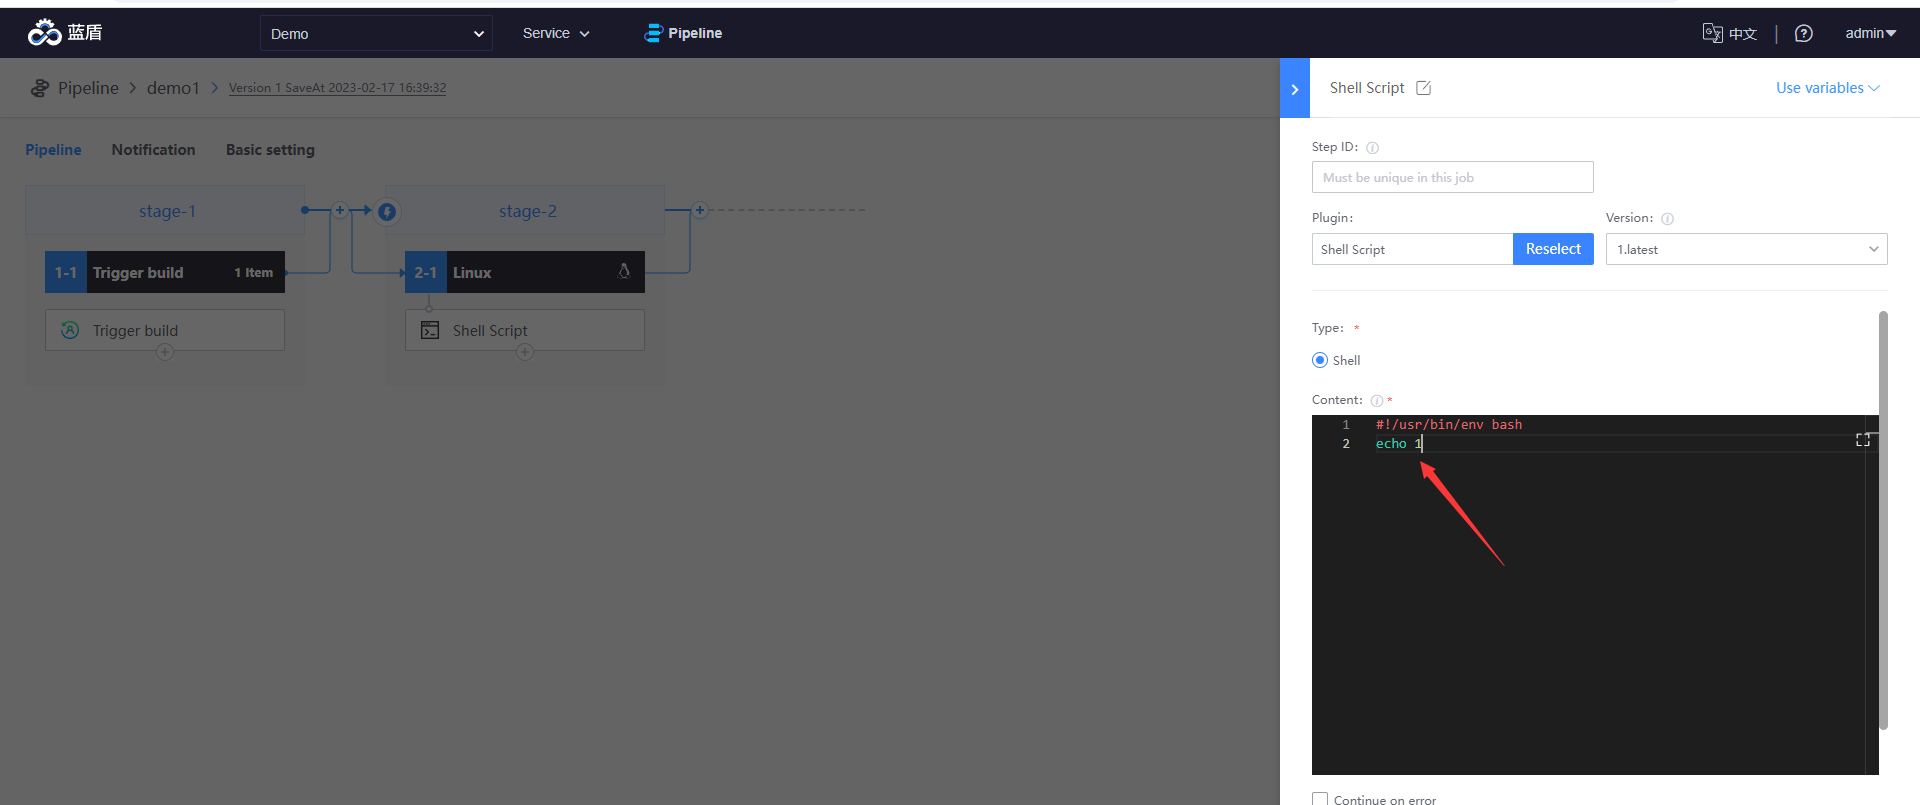 蓝盾
Demo
Service
Pipeline
中文
admin
Pipeline > demo1 > Version 1 SaveAt 2023-02-17 16:39:32
Pipeline
Notification
Basic setting
stage-1
stage-2
1-1 Trigger build 1 Item
2-1 Linux
Trigger build
Shell Script
Shell Script
Use variables
Step ID:
Must be unique in this job
Plugin:
Version:
Shell Script
Reselect
1.latest
Type: *
Shell
Content: *
1 #!/usr/bin/env bash
2 echo 1
Continue on error